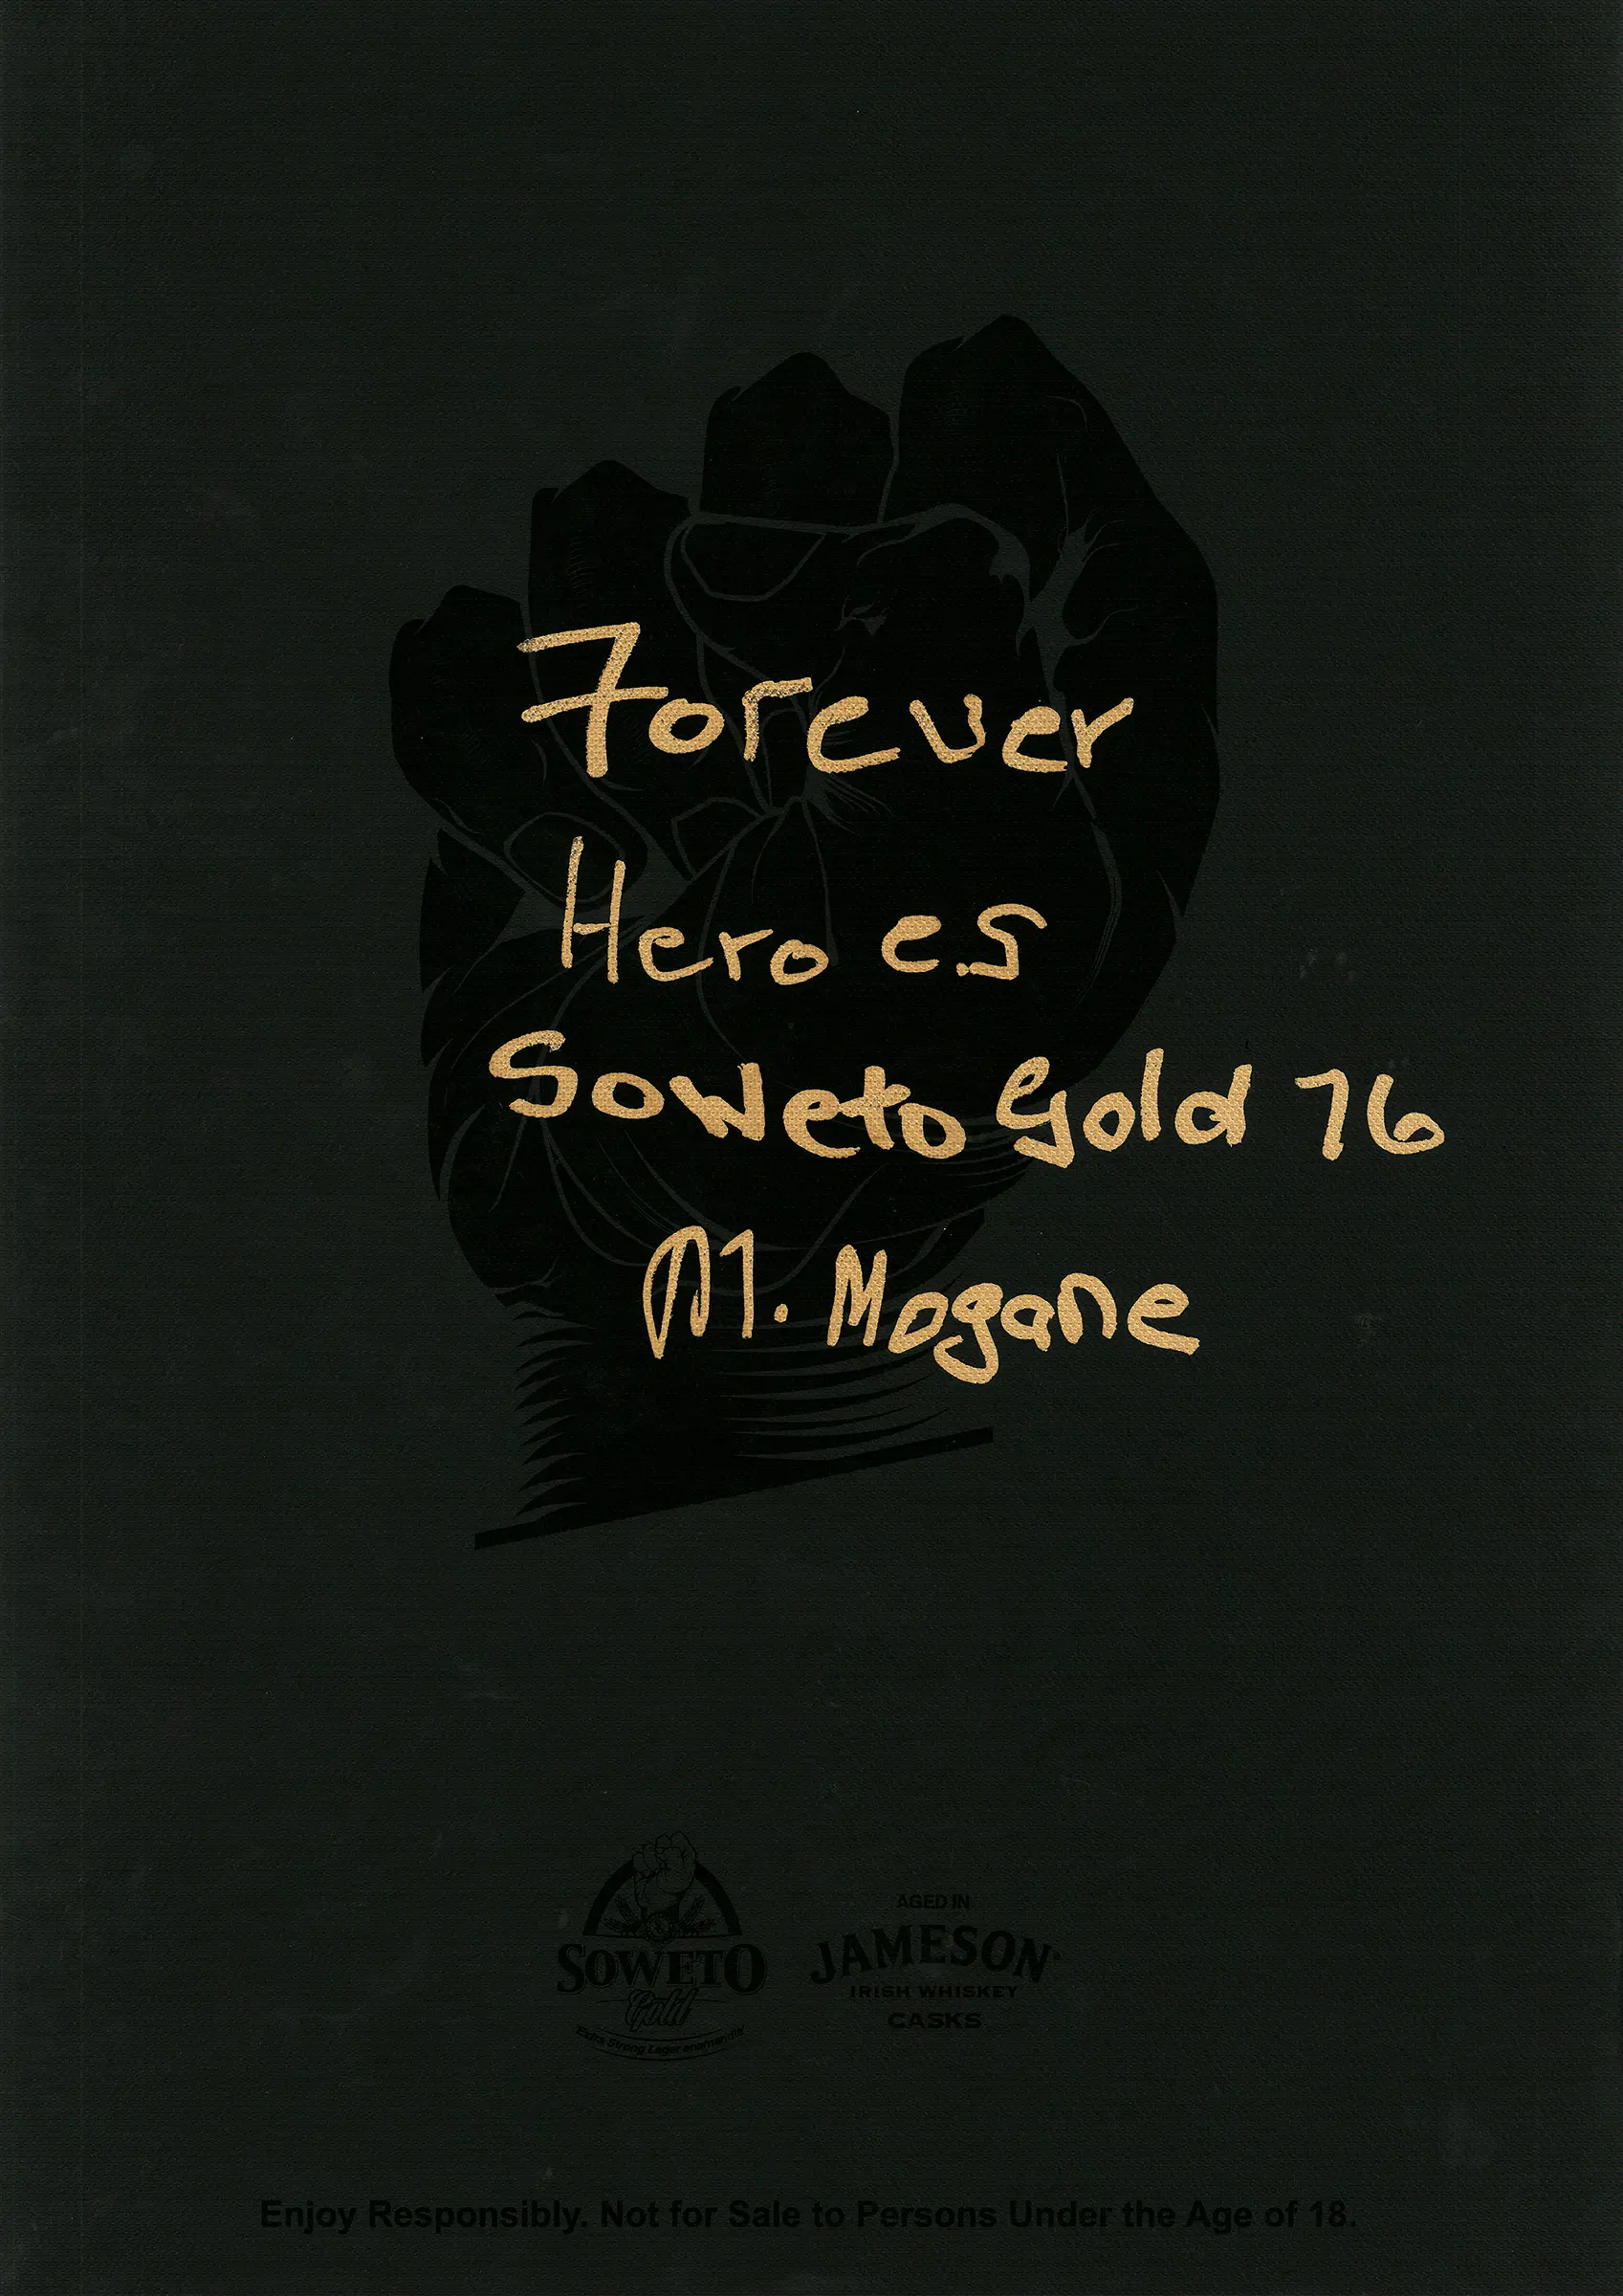 Forever
Heroes
Soweto Gold 76
M. Mogane
SOWETO
Gold
Extra Strong Lager enamandla
AGED IN
JAMESON
IRISH WHISKEY
CASKS
Enjoy Responsibly. Not for Sale to Persons Under the Age of 18.